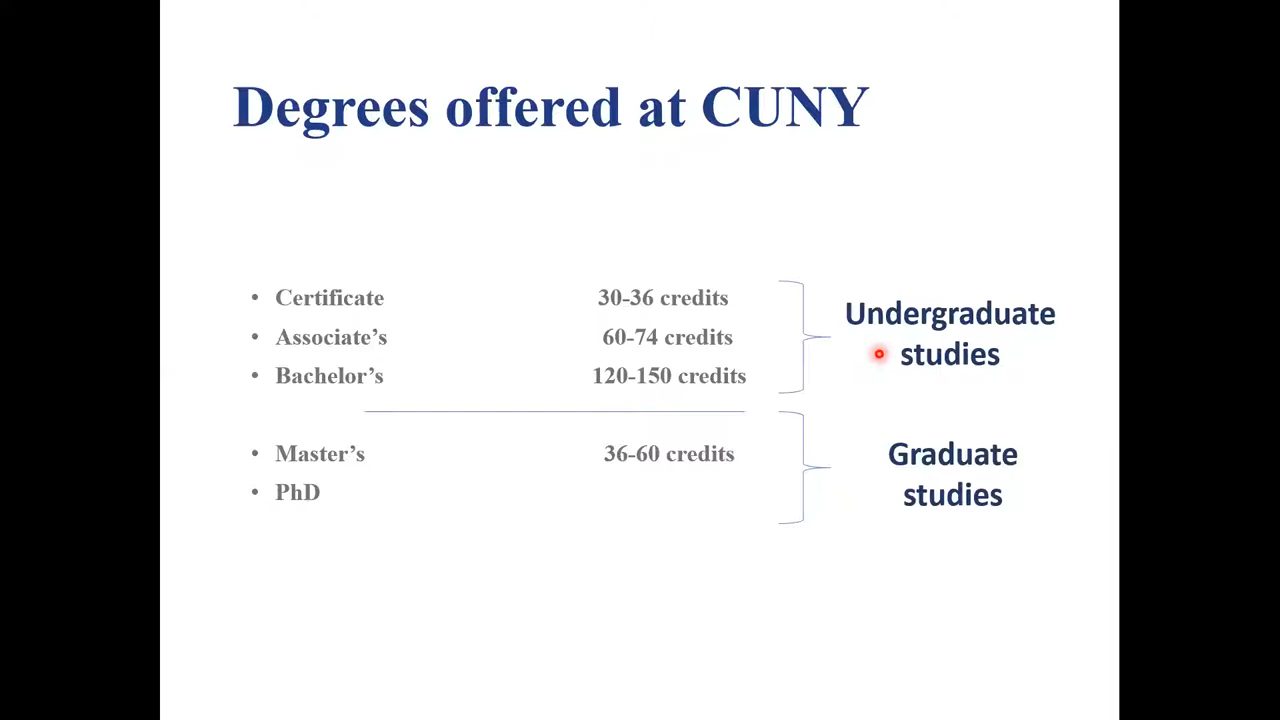 Degrees offered at CUNY
• Certificate 30-36 credits
• Associate’s 60-74 credits
• Bachelor’s 120-150 credits
Undergraduate
studies
• Master’s 36-60 credits
• PhD
Graduate
studies